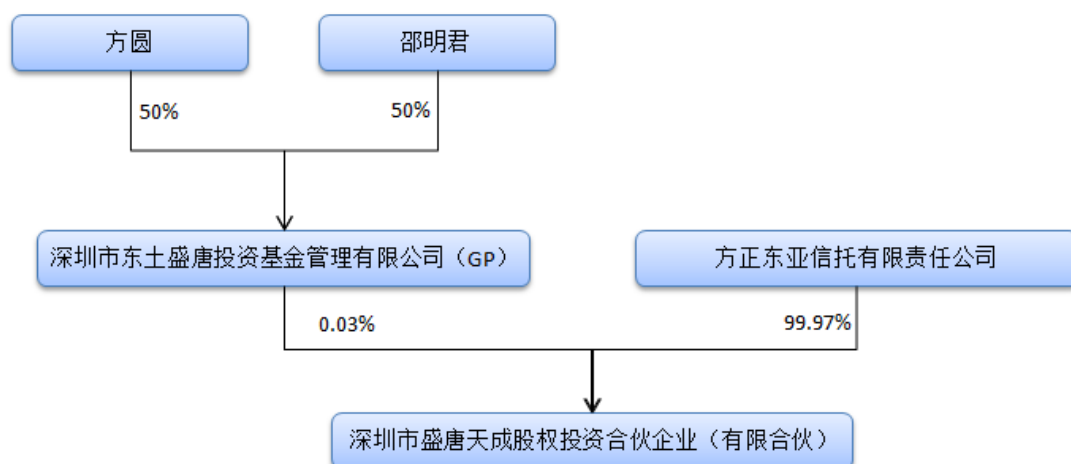 方圆
邵明君
50%
50%
深圳市东土盛唐投资基金管理有限公司（GP）
方正东亚信托有限责任公司
0.03%
99.97%
深圳市盛唐天成股权投资合伙企业（有限合伙）